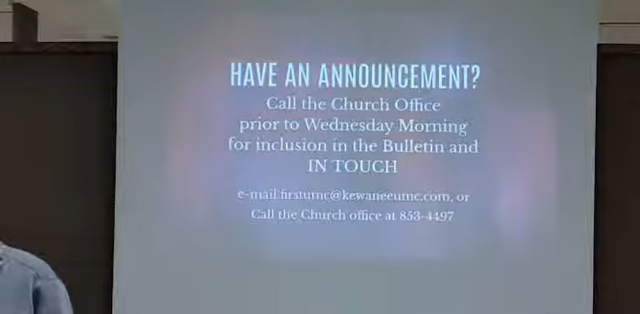 HAVE AN ANNOUNCEMENT?
Call the Church Office
prior to Wednesday Morning
for inclusion in the Bulletin and
IN TOUCH
e-mail firstumc@kewaneeumc.com, or
Call the Church office at 853-4497